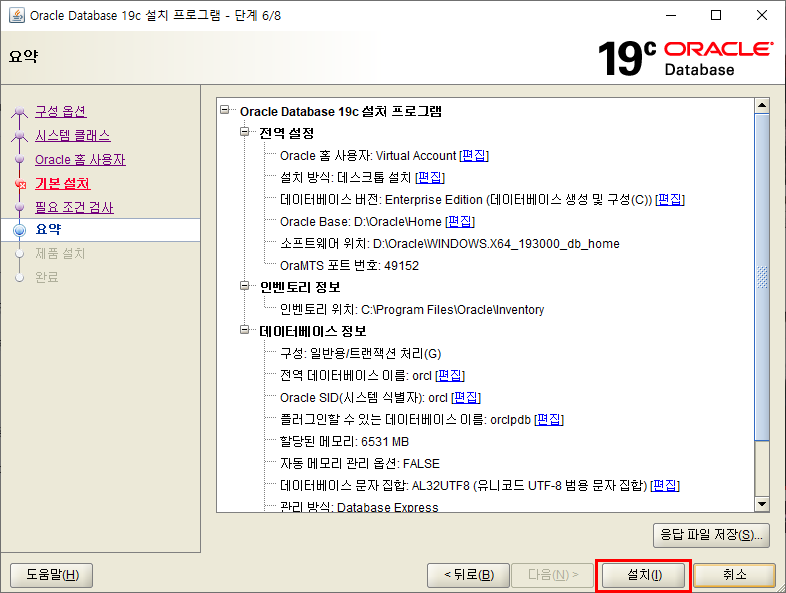 Oracle Database 19c 설치 프로그램 - 단계 6/8
요약
19c ORACLE Database
구성 옵션
시스템 클래스
Oracle 홈 사용자
기본 설치
필요 조건 검사
요약
제품 설치
완료
Oracle Database 19c 설치 프로그램
전역 설정
Oracle 홈 사용자: Virtual Account [편집]
설치 방식: 데스크톱 설치 [편집]
데이터베이스 버전: Enterprise Edition (데이터베이스 생성 및 구성(C)) [편집]
Oracle Base: D:\Oracle\Home [편집]
소프트웨어 위치: D:\Oracle\WINDOWS.X64_193000_db_home
OraMTS 포트 번호: 49152
인벤토리 정보
인벤토리 위치: C:\Program Files\Oracle\Inventory
데이터베이스 정보
구성: 일반용/트랜잭션 처리(G)
전역 데이터베이스 이름: orcl [편집]
Oracle SID(시스템 식별자): orcl [편집]
플러그인할 수 있는 데이터베이스 이름: orclpdb [편집]
할당된 메모리: 6531 MB
자동 메모리 관리 옵션: FALSE
데이터베이스 문자 집합: AL32UTF8 (유니코드 UTF-8 범용 문자 집합) [편집]
관리 방식: Database Express
응답 파일 저장(S)...
도움말(H)
< 뒤로(B)
다음(N) >
설치(I)
취소